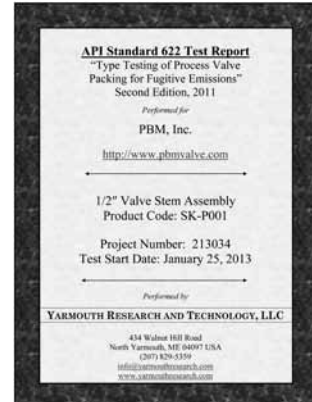 API Standard 622 Test Report
“Type Testing of Process Valve
Packing for Fugitive Emissions”
Second Edition, 2011
Performed for
PBM, Inc.
http://www.pbmvalve.com
1/2" Valve Stem Assembly
Product Code: SK-P001
Project Number: 213034
Test Start Date: January 25, 2013
Performed by
YARMOUTH RESEARCH AND TECHNOLOGY, LLC
434 Walnut Hill Road
North Yarmouth, ME 04097 USA
(207) 829-5359
info@yarmouthresearch.com
www.yarmouthresearch.com